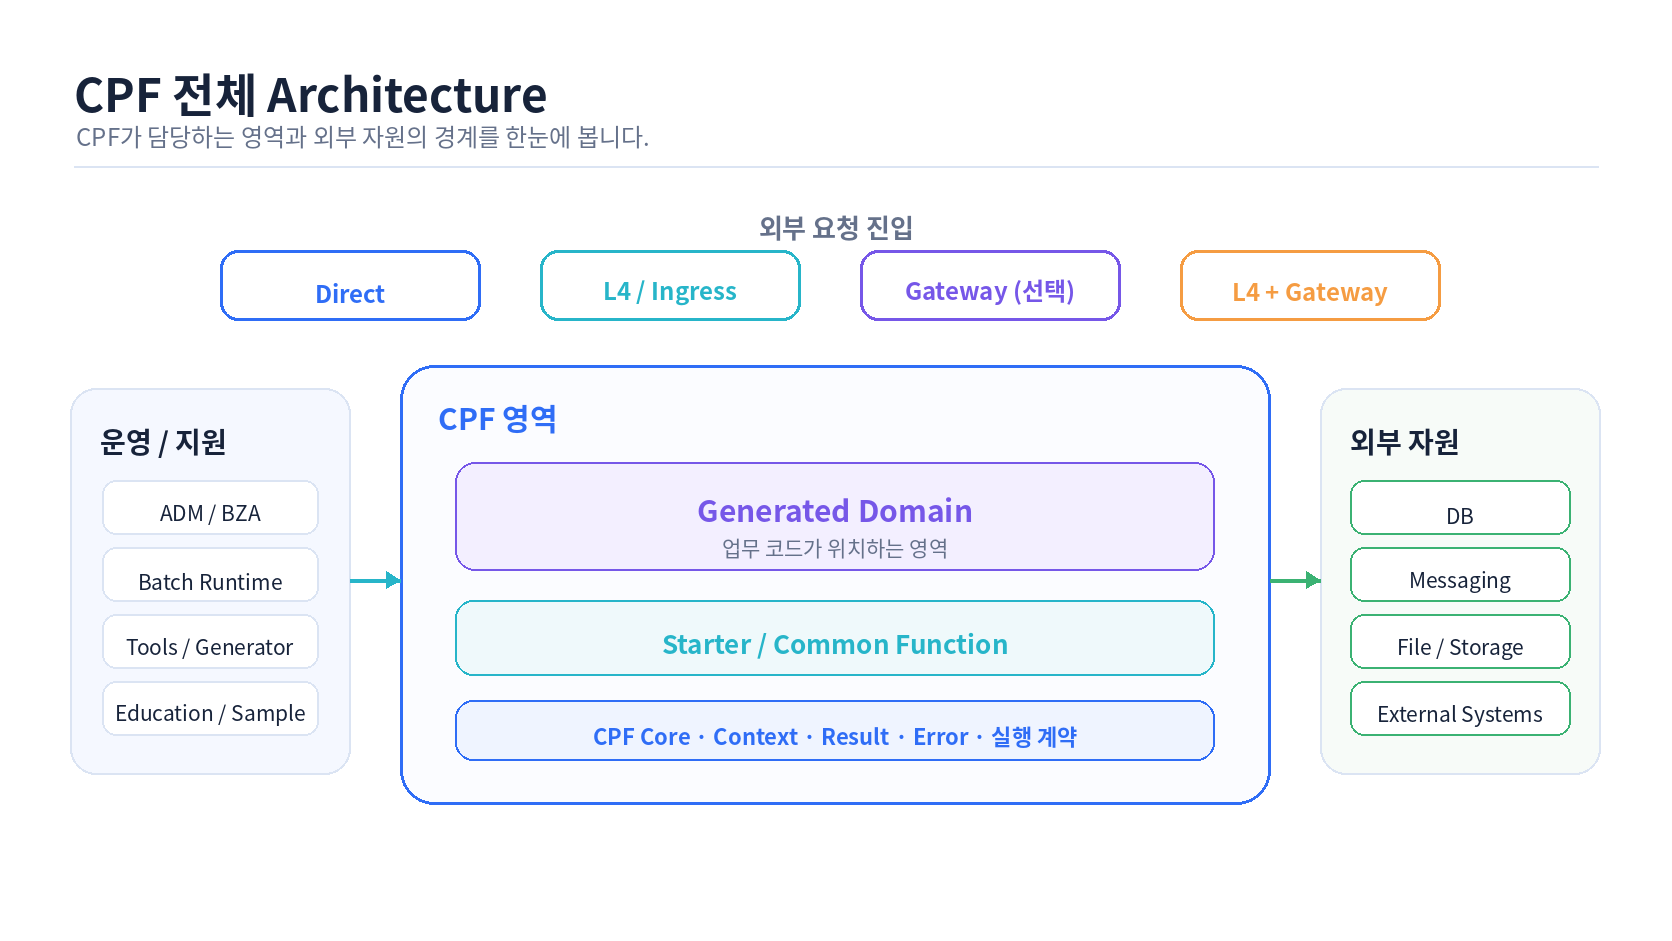 CPF 전체 Architecture
CPF가 담당하는 영역과 외부 자원의 경계를 한눈에 봅니다.
외부 요청 진입
Direct
L4 / Ingress
Gateway (선택)
L4 + Gateway
운영 / 지원
ADM / BZA
Batch Runtime
Tools / Generator
Education / Sample
CPF 영역
Generated Domain
업무 코드가 위치하는 영역
Starter / Common Function
CPF Core · Context · Result · Error · 실행 계약
외부 자원
DB
Messaging
File / Storage
External Systems